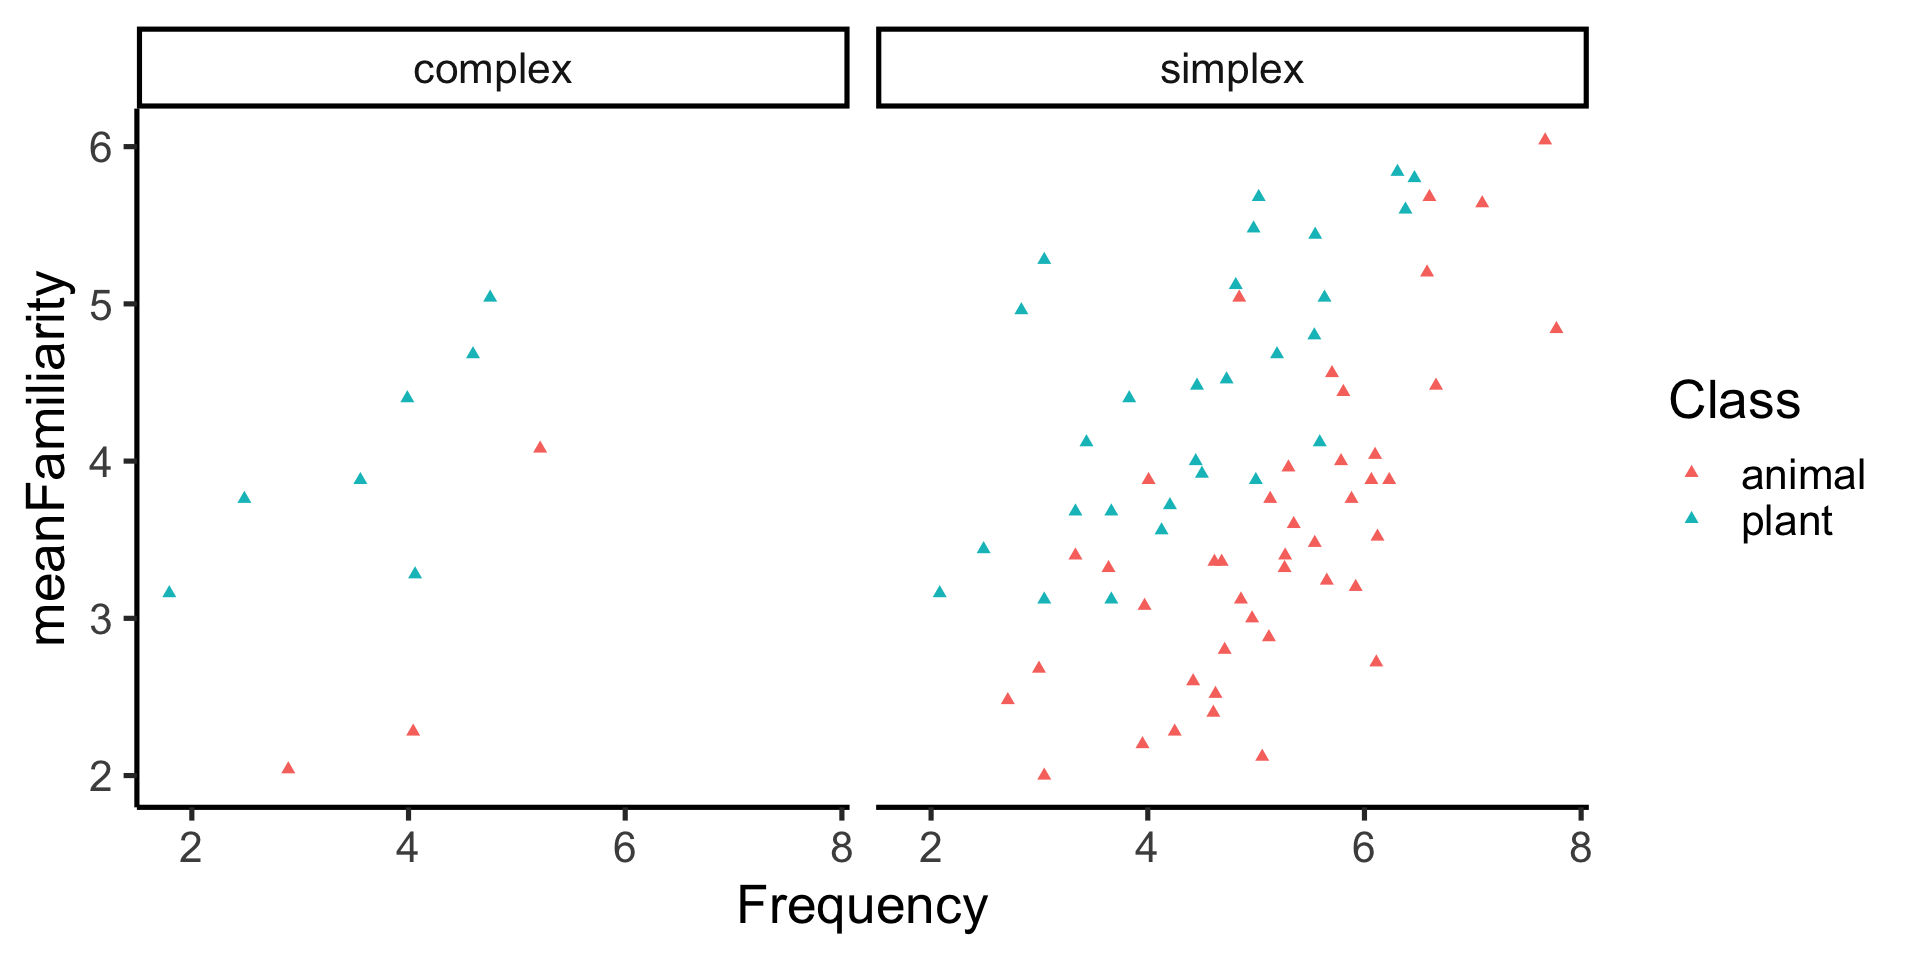 complex
simplex
6
5
4
3
2
meanFamiliarity
2 4 6 8
2 4 6 8
Frequency
Class
animal
plant